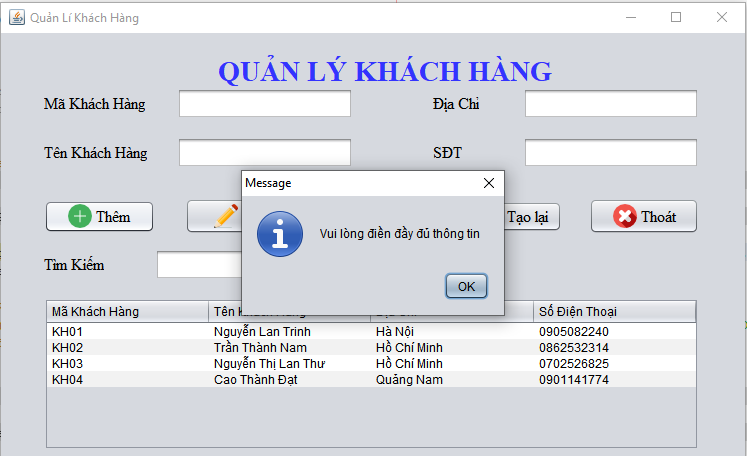 Quản Lí Khách Hàng
QUẢN LÝ KHÁCH HÀNG
Mã Khách Hàng
Địa Chỉ
Tên Khách Hàng
SĐT
Message
Vui lòng điền đầy đủ thông tin
OK
Thêm
Tạo lại
Thoát
Tìm Kiếm
Mã Khách Hàng Số Điện Thoại
KH01 Nguyễn Lan Trinh Hà Nội 0905082240
KH02 Trần Thành Nam Hồ Chí Minh 0862532314
KH03 Nguyễn Thị Lan Thư Hồ Chí Minh 0702526825
KH04 Cao Thành Đạt Quảng Nam 0901141774